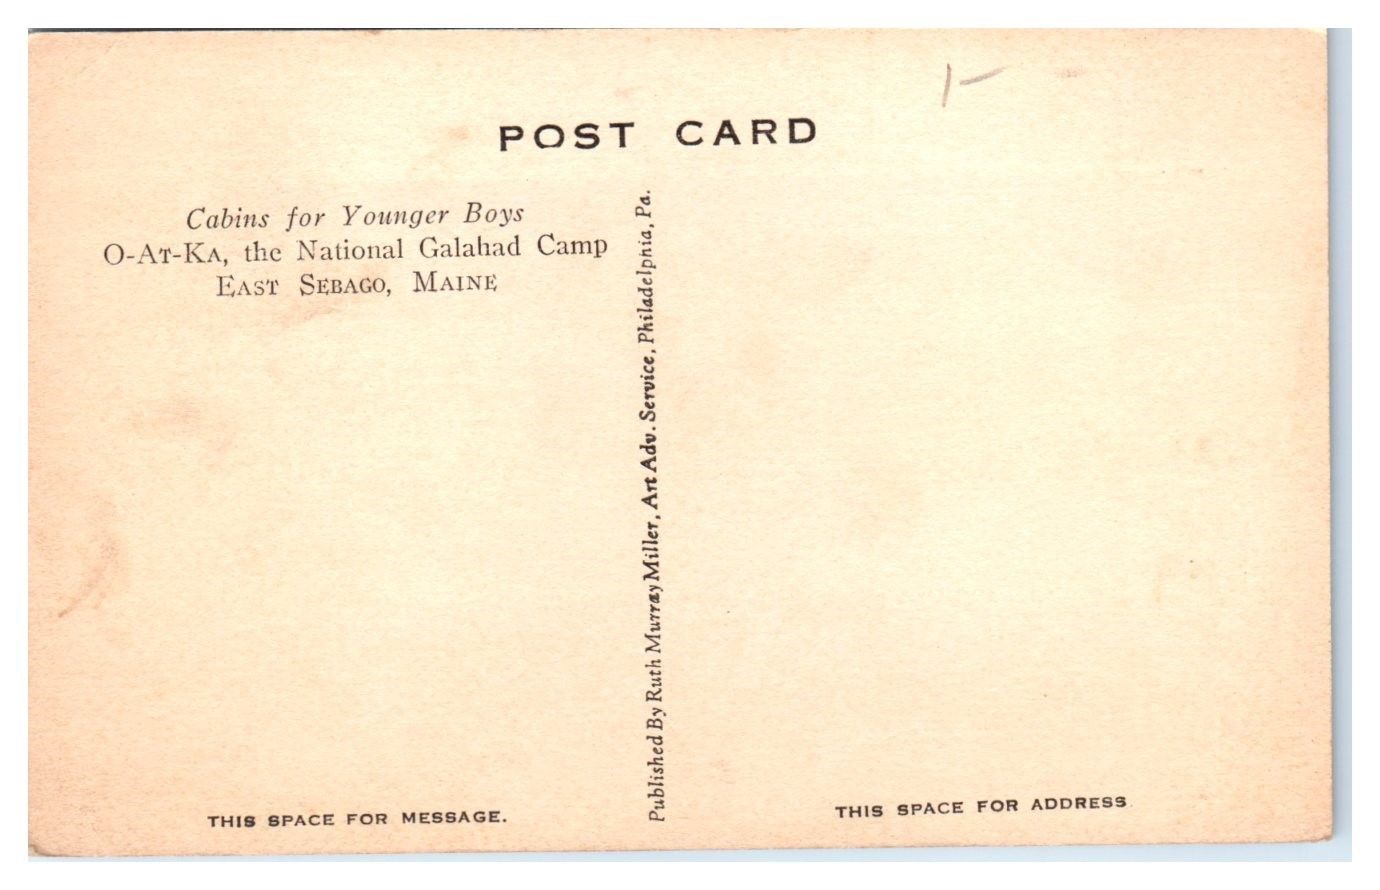 1-
POST CARD
Cabins for Younger Boys
O-AT-KA, the National Galahad Camp
EAST SEBAGO, MAINE
Published By Ruth Murray Miller, Art Adv. Service, Philadelphia, Pa.
THIS SPACE FOR MESSAGE.
THIS SPACE FOR ADDRESS